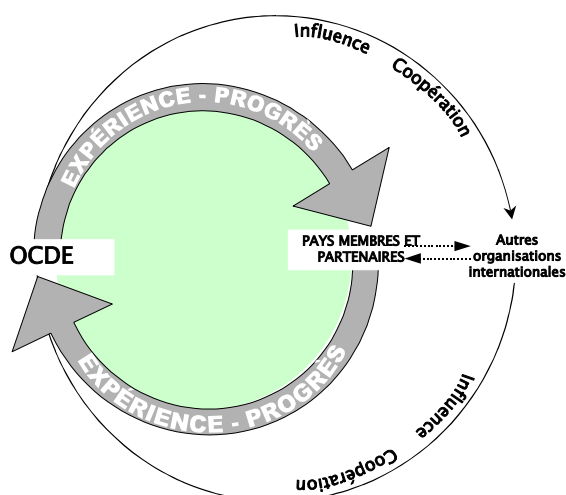 Influence
Coopération
EXPÉRIENCE - PROGRÈS
OCDE
PAYS MEMBRES ET
PARTENAIRES
Autres
organisations
internationales
EXPÉRIENCE - PROGRÈS
Influence
Coopération